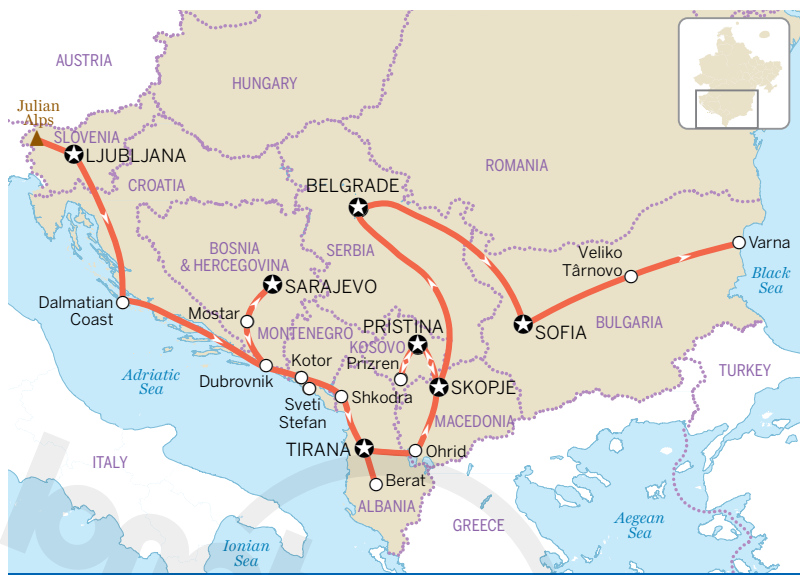 AUSTRIA
HUNGARY
Julian
Alps
SLOVENIA
LJUBLJANA
CROATIA
ROMANIA
BELGRADE
SERBIA
BOSNIA
& HERCEGOVINA
SARAJEVO
Veliko
Târnovo
Varna
Black
Sea
Dalmatian
Coast
Mostar
MONTENEGRO
PRISTINA
KOSOVO
Prizren
SOFIA
BULGARIA
Adriatic
Sea
Dubrovnik
Kotor
Sveti
Stefan
Shkodra
SKOPJE
TURKEY
MACEDONIA
TIRANA
Ohrid
ITALY
Berat
ALBANIA
GREECE
Aegean
Sea
Ionian
Sea